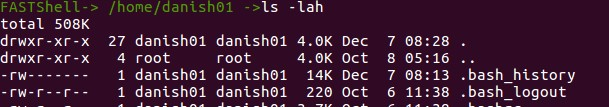 FASTShell-> /home/danish01 ->ls -lah
total 508K
drwxr-xr-x  27 danish01 danish01 4.0K Dec  7 08:28 .
drwxr-xr-x   4 root     root     4.0K Oct  8 05:16 ..
-rw-------   1 danish01 danish01  14K Dec  7 08:13 .bash_history
-rw-r--r--   1 danish01 danish01  220 Oct  6 11:38 .bash_logout